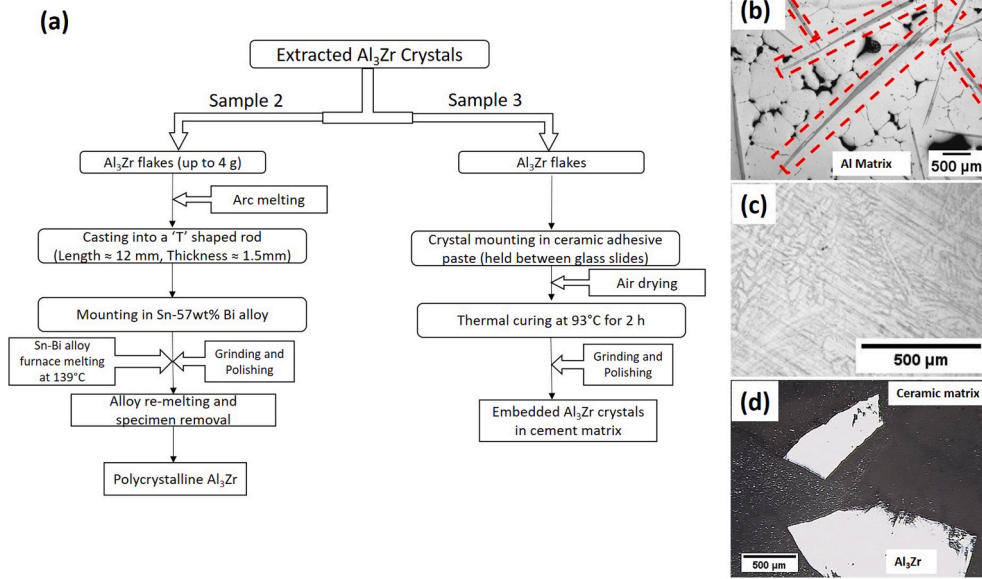 (a)
Extracted Al₃Zr Crystals
Sample 2
Sample 3
Al₃Zr flakes (up to 4 g)
Arc melting
Casting into a ‘T’ shaped rod
(Length ≈ 12 mm, Thickness ≈ 1.5mm)
Mounting in Sn-57wt% Bi alloy
Sn-Bi alloy
furnace melting
at 139°C
Grinding and
Polishing
Alloy re-melting and
specimen removal
Polycrystalline Al₃Zr
Al₃Zr flakes
Crystal mounting in ceramic adhesive
paste (held between glass slides)
Air drying
Thermal curing at 93°C for 2 h
Grinding and
Polishing
Embedded Al₃Zr crystals
in cement matrix
(b)
Al Matrix
500 µm
(c)
500 µm
(d)
Ceramic matrix
500 µm
Al₃Zr